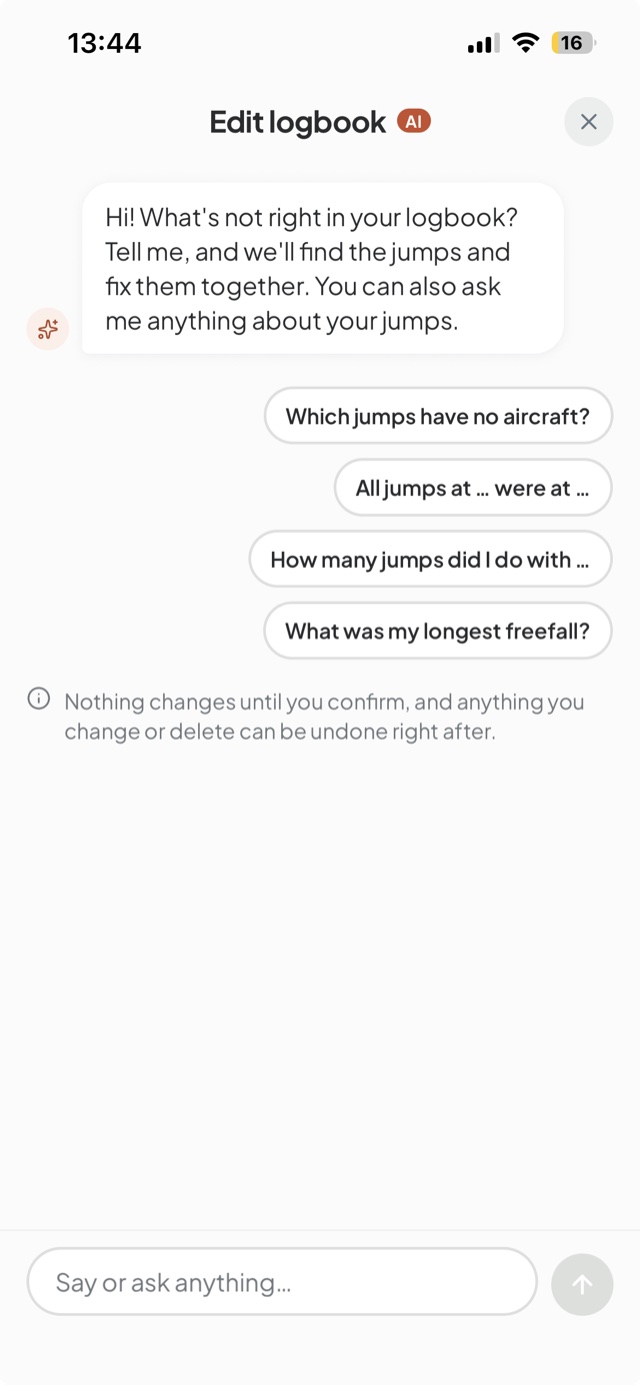 13:44
16
Edit logbook AI
Hi! What's not right in your logbook?
Tell me, and we'll find the jumps and
fix them together. You can also ask
me anything about your jumps.
Which jumps have no aircraft?
All jumps at ... were at ...
How many jumps did I do with ...
What was my longest freefall?
Nothing changes until you confirm, and anything you
change or delete can be undone right after.
Say or ask anything...